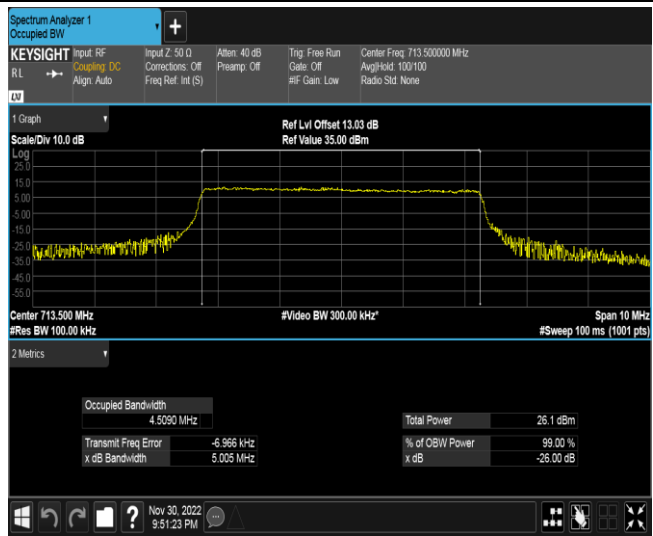 Spectrum Analyzer 1
Occupied BW
+
KEYSIGHT
RL
LXI
Input: RF
Coupling: DC
Align: Auto
Input Z: 50 Ω
Corrections: Off
Freq Ref: Int (S)
Atten: 40 dB
Preamp: Off
Trig: Free Run
Gate: Off
#IF Gain: Low
Center Freq: 713.500000 MHz
Avg|Hold: 100/100
Radio Std: None
1 Graph
Scale/Div 10.0 dB
Ref Lvl Offset 13.03 dB
Ref Value 35.00 dBm
Log
25.0
15.0
5.00
-5.00
-15.0
-25.0
-35.0
-45.0
-55.0
Center 713.500 MHz
#Video BW 300.00 kHz*
Span 10 MHz
#Res BW 100.00 kHz
#Sweep 100 ms (1001 pts)
2 Metrics
Occupied Bandwidth
4.5090 MHz
Total Power 26.1 dBm
Transmit Freq Error -6.966 kHz
% of OBW Power 99.00 %
x dB Bandwidth 5.005 MHz
x dB -26.00 dB
?
Nov 30, 2022
9:51:23 PM